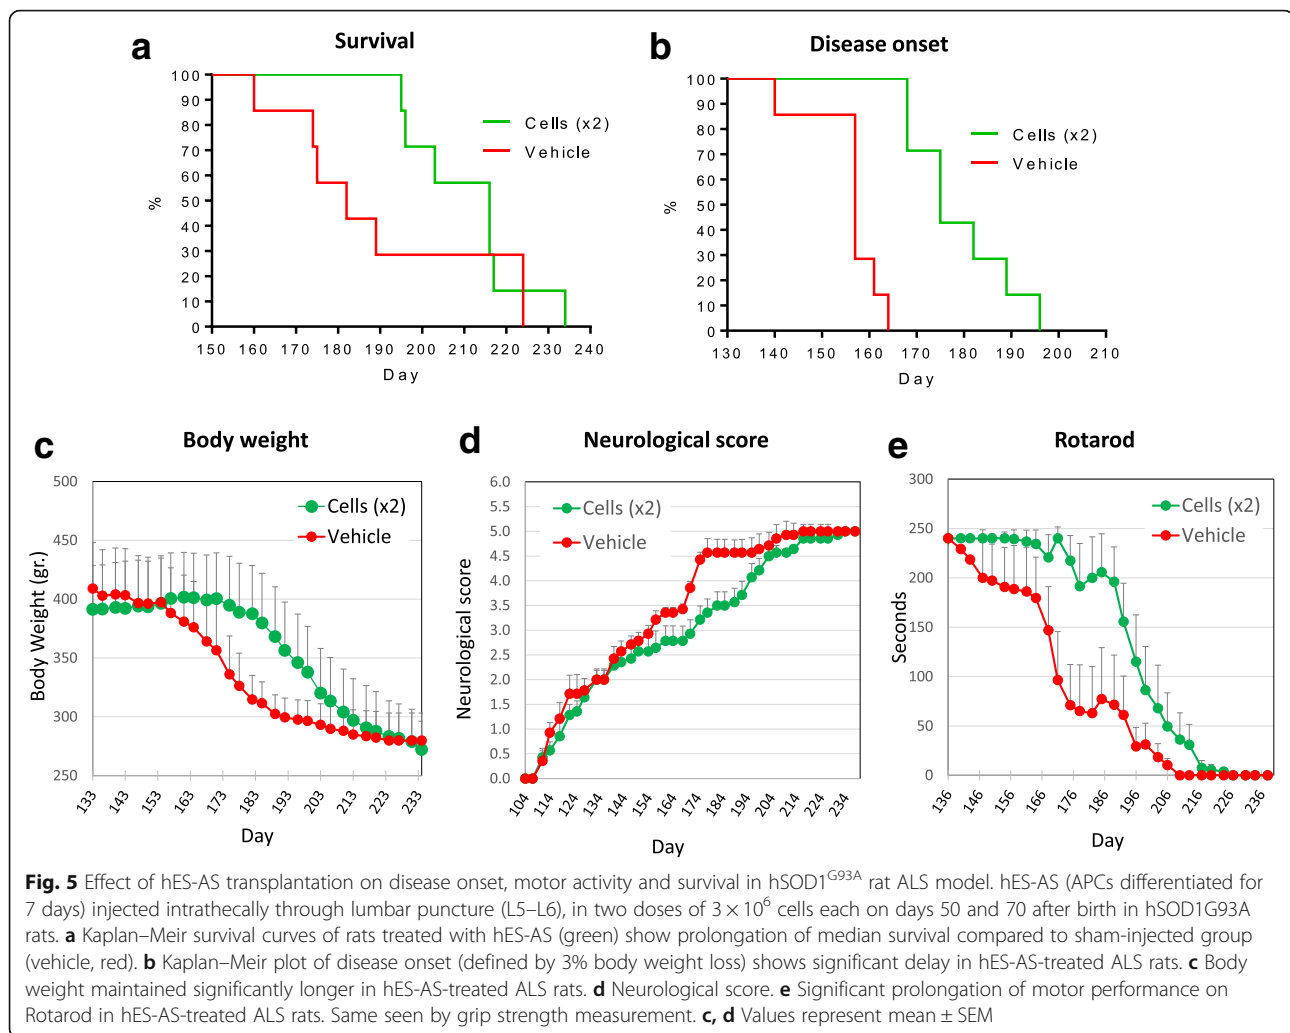 a
Survival
100
90
80
70
60
50
40
30
20
10
0
%
150 160 170 180 190 200 210 220 230 240
Day
Cells (x2)
Vehicle
b
Disease onset
100
90
80
70
60
50
40
30
20
10
0
%
130 140 150 160 170 180 190 200 210
Day
Cells (x2)
Vehicle
c
Body weight
500
450
400
350
300
250
Body Weight (gr.)
133 143 153 163 173 183 193 203 213 223 233
Day
Cells (x2)
Vehicle
d
Neurological score
6.0
5.5
5.0
4.5
4.0
3.5
3.0
2.5
2.0
1.5
1.0
0.5
0.0
Neurological score
104 114 124 134 144 154 164 174 184 194 204 214 224 234
Day
Cells (x2)
Vehicle
e
Rotarod
300
250
200
150
100
50
0
Seconds
136 146 156 166 176 186 196 206 216 226 236
Day
Cells (x2)
Vehicle
Fig. 5 Effect of hES-AS transplantation on disease onset, motor activity and survival in hSOD1G93A rat ALS model. hES-AS (APCs differentiated for
7 days) injected intrathecally through lumbar puncture (L5–L6), in two doses of 3 × 10⁶ cells each on days 50 and 70 after birth in hSOD1G93A
rats. a Kaplan–Meir survival curves of rats treated with hES-AS (green) show prolongation of median survival compared to sham-injected group
(vehicle, red). b Kaplan–Meir plot of disease onset (defined by 3% body weight loss) shows significant delay in hES-AS-treated ALS rats. c Body
weight maintained significantly longer in hES-AS-treated ALS rats. d Neurological score. e Significant prolongation of motor performance on
Rotarod in hES-AS-treated ALS rats. Same seen by grip strength measurement. c, d Values represent mean ± SEM